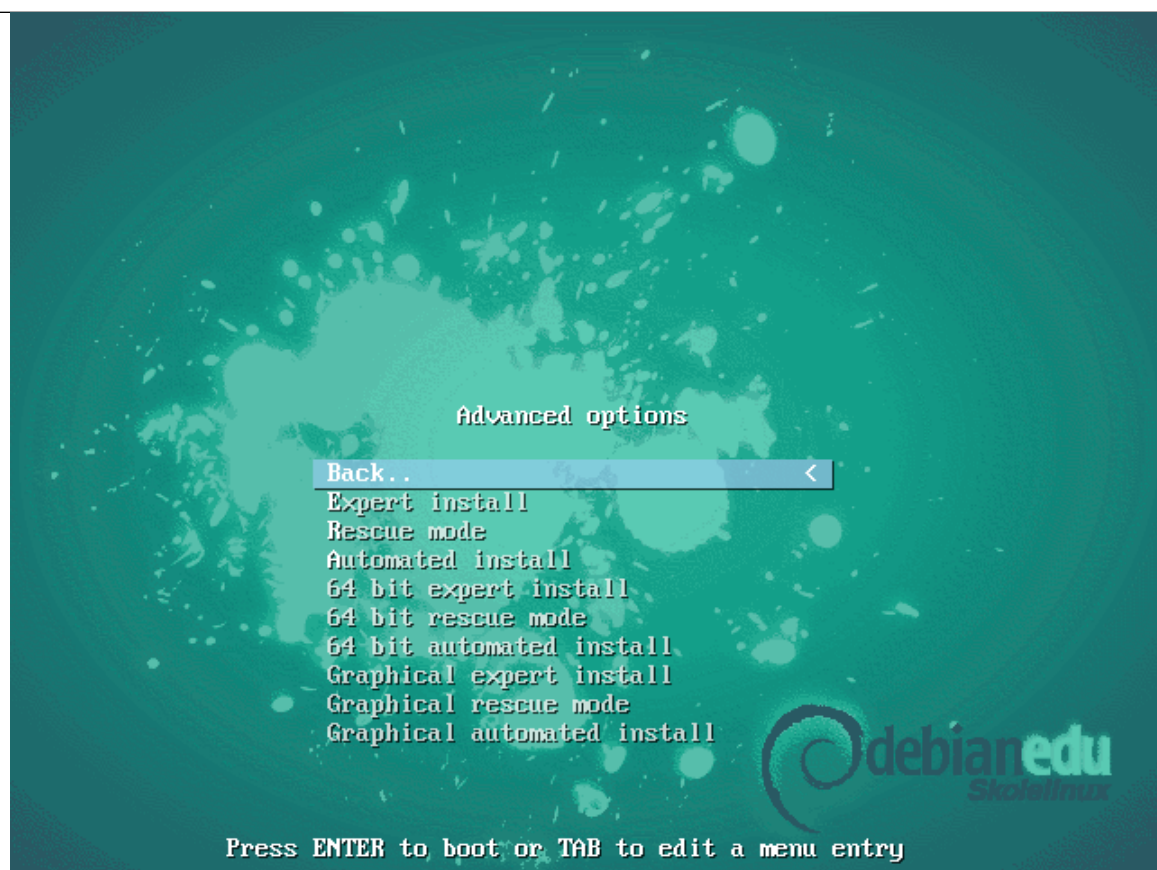 Advanced options
Back.. <
Expert install
Rescue mode
Automated install
64 bit expert install
64 bit rescue mode
64 bit automated install
Graphical expert install
Graphical rescue mode
Graphical automated install
debianedu
Skolelinux
Press ENTER to boot or TAB to edit a menu entry